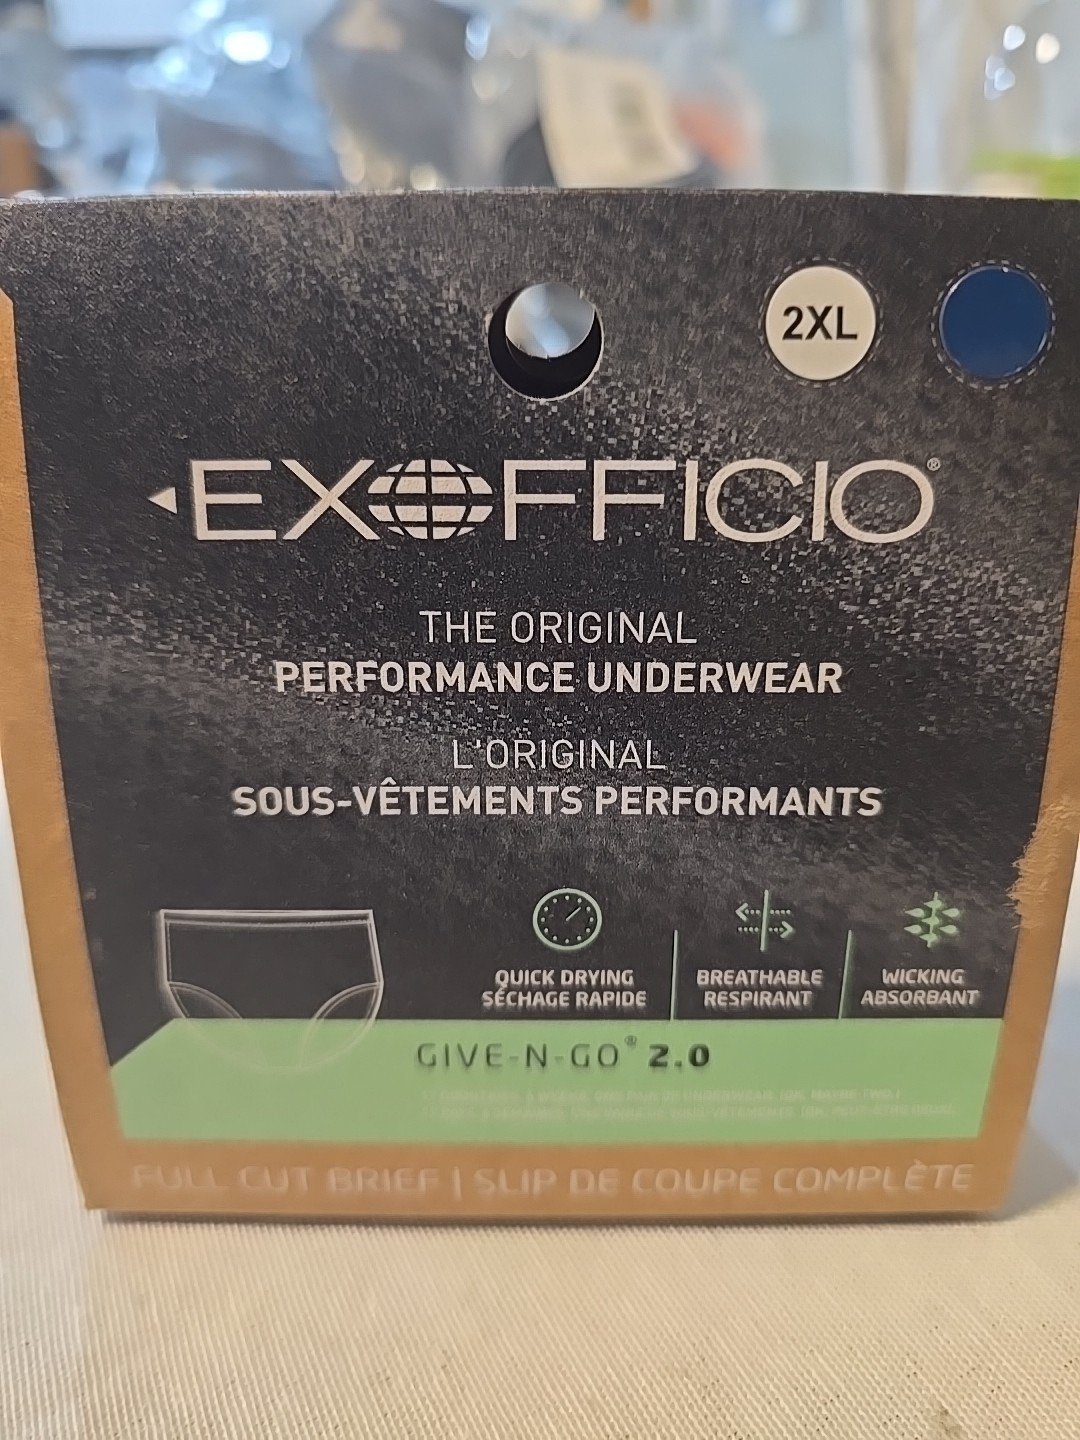 2XL
EXOFFICIO®
THE ORIGINAL
PERFORMANCE UNDERWEAR
L'ORIGINAL
SOUS-VÊTEMENTS PERFORMANTS
QUICK DRYING
SÉCHAGE RAPIDE
BREATHABLE
RESPIRANT
WICKING
ABSORBANT
GIVE-N-GO® 2.0
FULL CUT BRIEF | SLIP DE COUPE COMPLÈTE